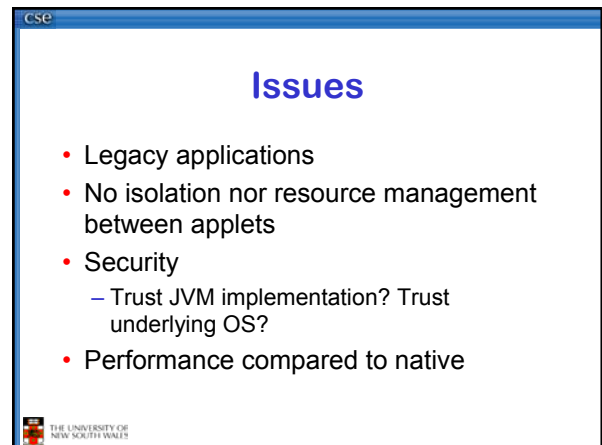 cse
Issues
• Legacy applications
• No isolation nor resource management
between applets
• Security
– Trust JVM implementation? Trust
underlying OS?
• Performance compared to native
THE UNIVERSITY OF
NEW SOUTH WALES